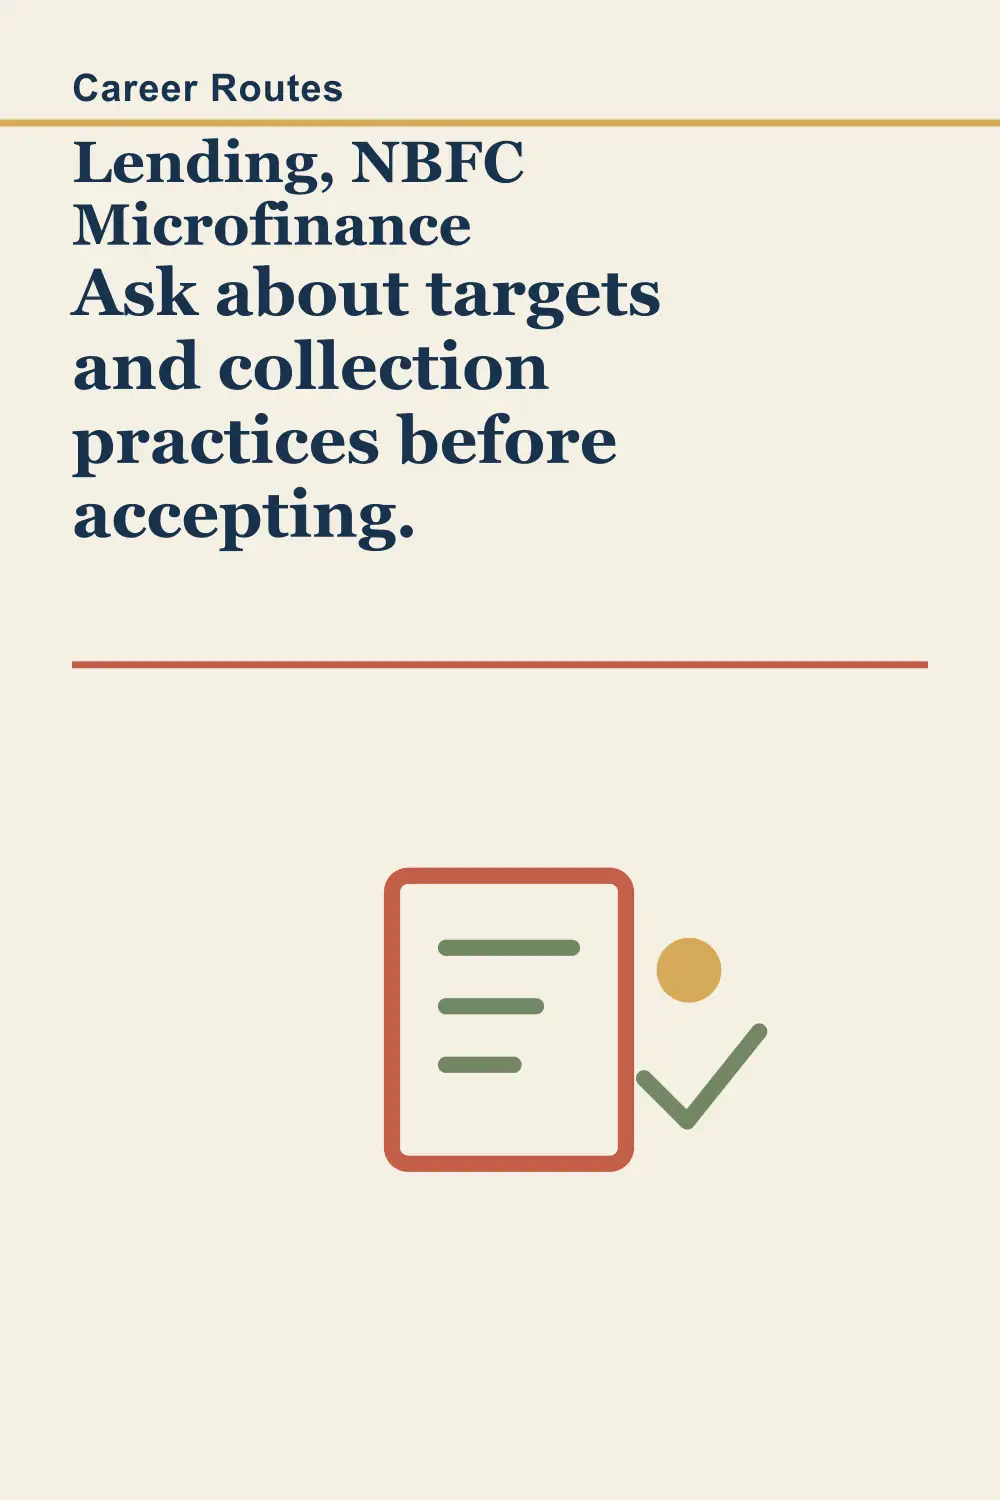 Career Routes
Lending, NBFC
Microfinance
Ask about targets
and collection
practices before
accepting.